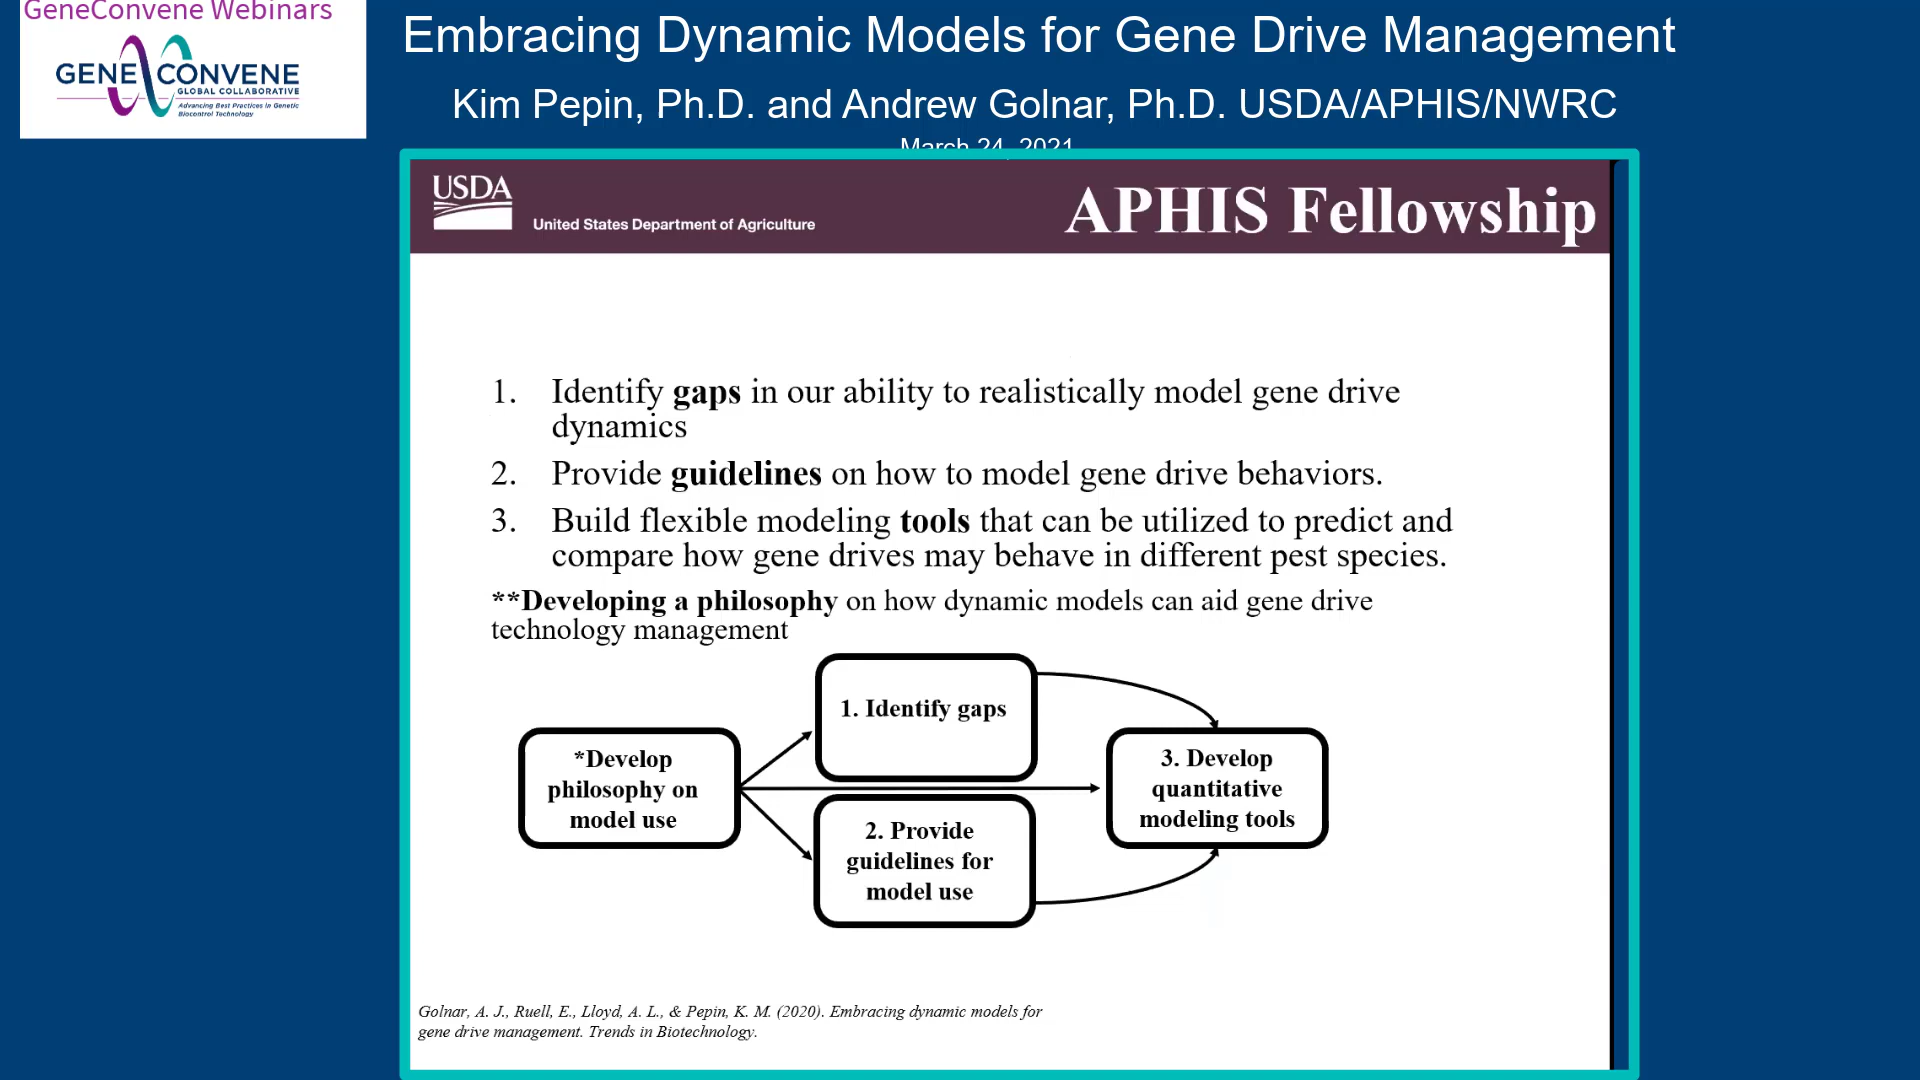 GeneConvene Webinars
GENE CONVENE
GLOBAL COLLABORATIVE
Advancing Best Practices in Genetic
Biocontrol Technology
Embracing Dynamic Models for Gene Drive Management
Kim Pepin, Ph.D. and Andrew Golnar, Ph.D. USDA/APHIS/NWRC
March 24, 2021
USDA
United States Department of Agriculture
APHIS Fellowship
1. Identify gaps in our ability to realistically model gene drive
dynamics
2. Provide guidelines on how to model gene drive behaviors.
3. Build flexible modeling tools that can be utilized to predict and
compare how gene drives may behave in different pest species.
**Developing a philosophy on how dynamic models can aid gene drive
technology management
*Develop
philosophy on
model use
1. Identify gaps
2. Provide
guidelines for
model use
3. Develop
quantitative
modeling tools
Golnar, A. J., Ruell, E., Lloyd, A. L., & Pepin, K. M. (2020). Embracing dynamic models for
gene drive management. Trends in Biotechnology.